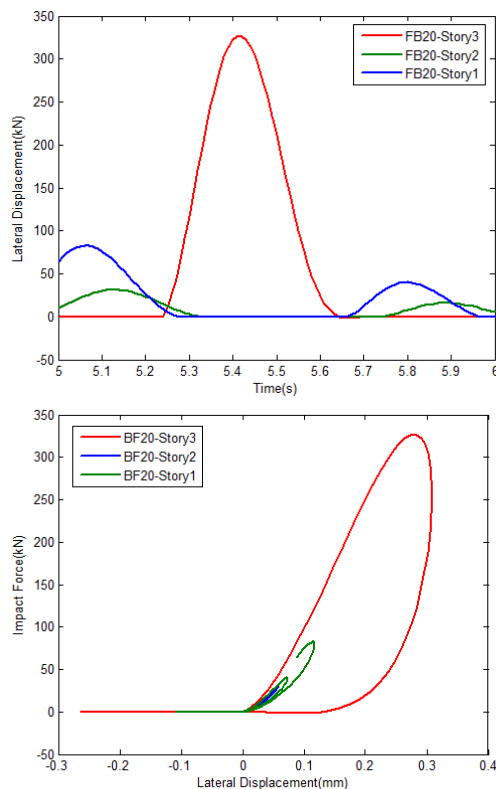 350
300
250
200
150
100
50
0
-50
Lateral Displacement(kN)
FB20-Story3
FB20-Story2
FB20-Story1
5 5.1 5.2 5.3 5.4 5.5 5.6 5.7 5.8 5.9 6
Time(s)
350
300
250
200
150
100
50
0
-50
Impact Force(kN)
BF20-Story3
BF20-Story2
BF20-Story1
-0.3 -0.2 -0.1 0 0.1 0.2 0.3 0.4
Lateral Displacement(mm)